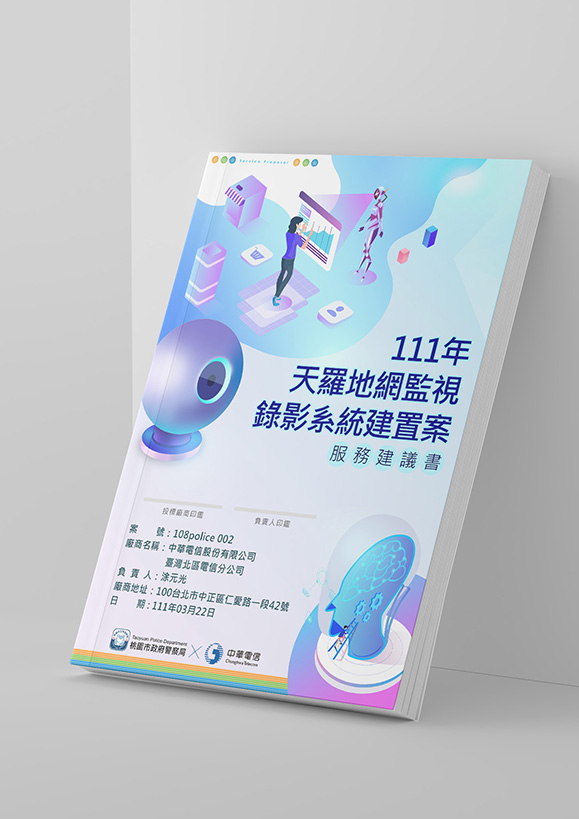 Service Proposal
111年
天羅地網監視
錄影系統建置案
服務建議書
投標廠商印鑑
負責人印鑑
案 號：108police 002
廠商名稱：中華電信股份有限公司
臺灣北區電信分公司
負 責 人：涂元光
廠商地址：100台北市中正區仁愛路一段42號
日 期：111年03月22日
Taoyuan Police Department
桃園市政府警察局
中華電信
Chunghwa Telecom